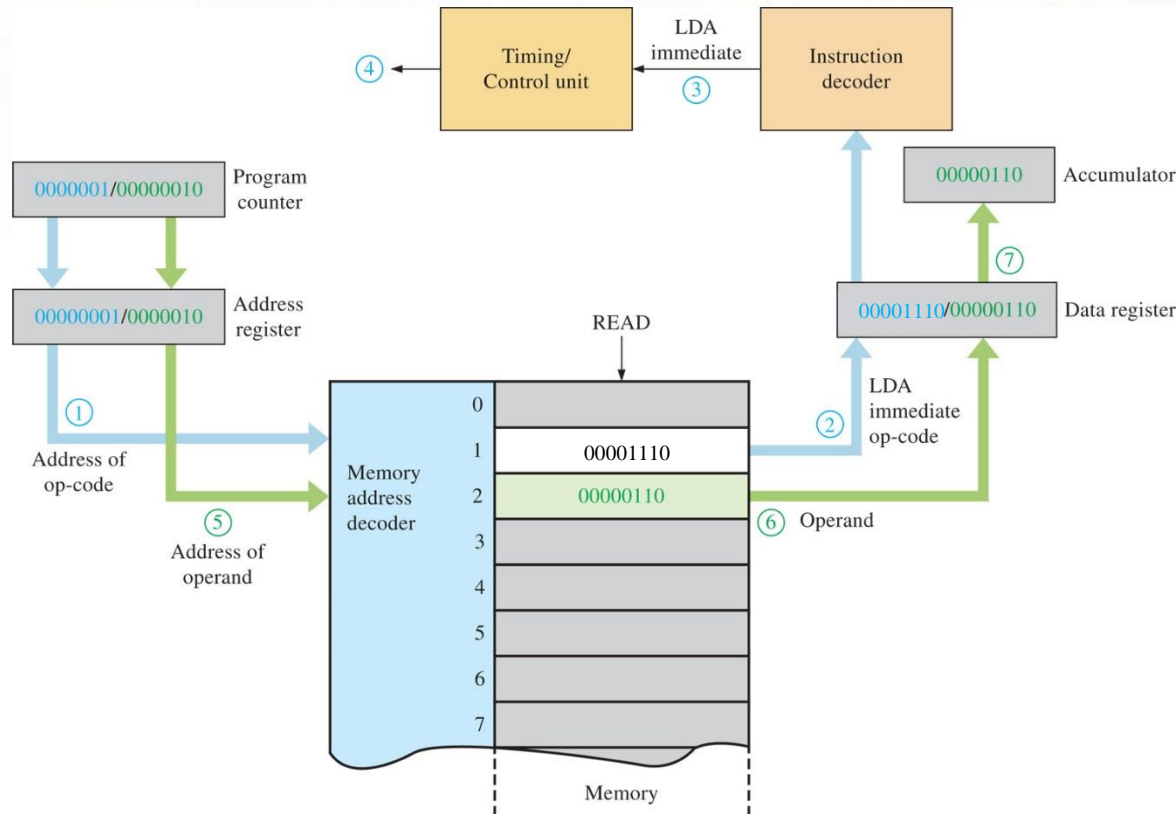 LDA
immediate
Timing/
Control unit
Instruction
decoder
④
③
0000001/00000010
Program
counter
00000110
Accumulator
⑦
00000001/0000010
Address
register
00001110/00000110
Data register
READ
①
Address of
op-code
②
LDA
immediate
op-code
Memory
address
decoder
0
1
00001110
2
00000110
3
4
5
6
7
⑤
Address of
operand
⑥
Operand
Memory